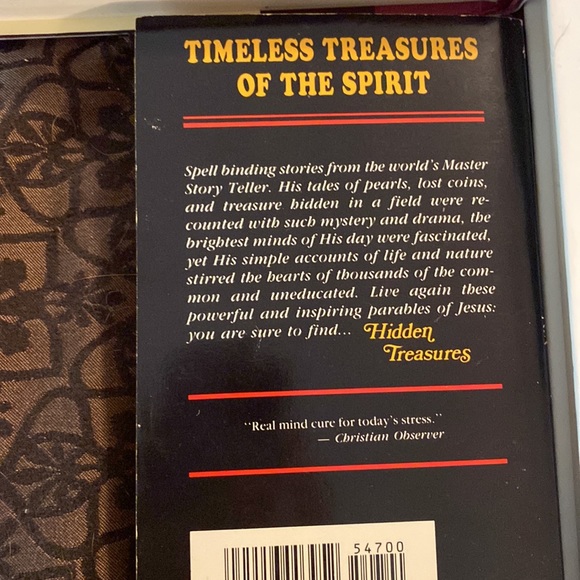 TIMELESS TREASURES
OF THE SPIRIT
Spell binding stories from the world's Master
Story Teller. His tales of pearls, lost coins,
and treasure hidden in a field were re-
counted with such mystery and drama, the
brightest minds of His day were fascinated,
yet His simple accounts of life and nature
stirred the hearts of thousands of the com-
mon and uneducated. Live again these
powerful and inspiring parables of Jesus:
you are sure to find... Hidden
Treasures
"Real mind cure for today's stress."
— Christian Observer
54700